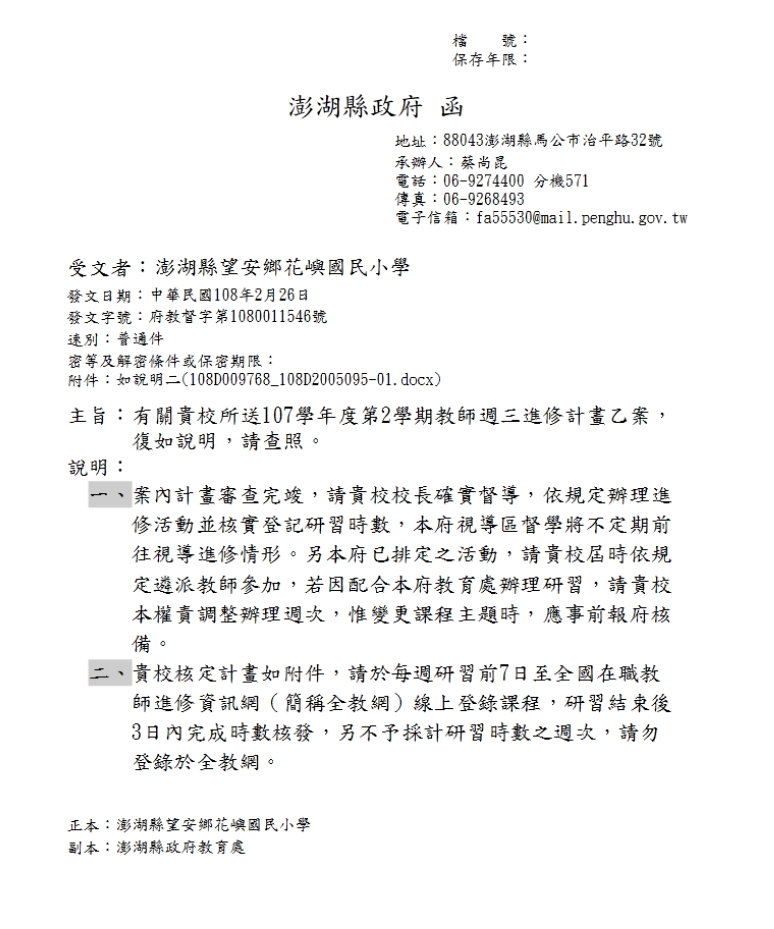 檔　　號：
保存年限：
澎湖縣政府　函
地址：88043澎湖縣馬公市治平路32號
承辦人：蔡尚昆
電話：06-9274400 分機571
傳真：06-9268493
電子信箱：fa55530@mail.penghu.gov.tw
受文者：澎湖縣望安鄉花嶼國民小學
發文日期：中華民國108年2月26日
發文字號：府教督字第1080011546號
速別：普通件
密等及解密條件或保密期限：
附件：如說明二(108D009768_108D2005095-01.docx)
主旨：有關貴校所送107學年度第2學期教師週三進修計畫乙案，
復如說明，請查照。
說明：
一、案內計畫審查完竣，請貴校校長確實督導，依規定辦理進
修活動並核實登記研習時數，本府視導區督學將不定期前
往視導進修情形。另本府已排定之活動，請貴校屆時依規
定遴派教師參加，若因配合本府教育處辦理研習，請貴校
本權責調整辦理週次，惟變更課程主題時，應事前報府核
備。
二、貴校核定計畫如附件，請於每週研習前7日至全國在職教
師進修資訊網（簡稱全教網）線上登錄課程，研習結束後
3日內完成時數核發，另不予採計研習時數之週次，請勿
登錄於全教網。
正本：澎湖縣望安鄉花嶼國民小學
副本：澎湖縣政府教育處